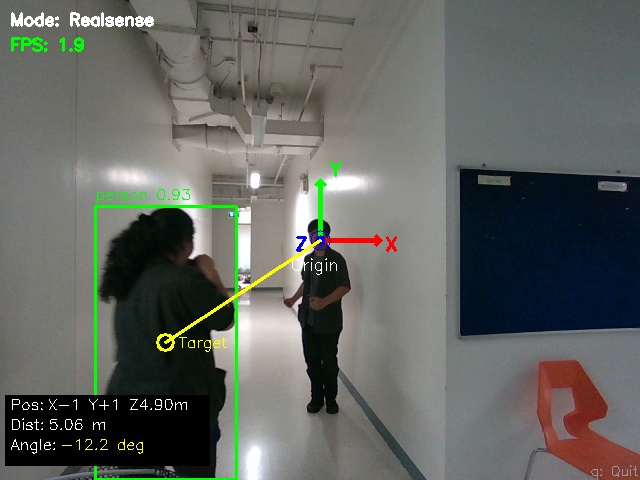 Mode: Realsense
FPS: 1.9
person 0.93
Y
Z
X
Origin
Target
Pos: X-1 Y+1 Z4.90m
Dist: 5.06 m
Angle: -12.2 deg
q: Quit